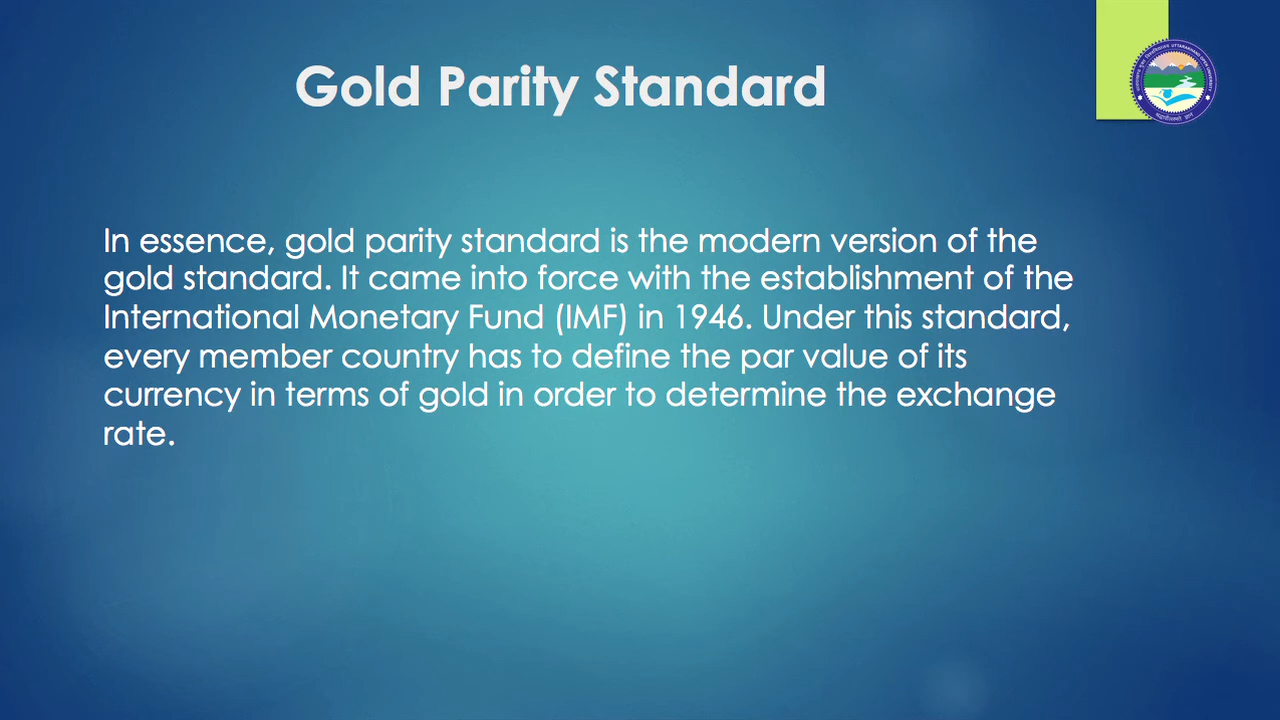 Gold Parity Standard
In essence, gold parity standard is the modern version of the
gold standard. It came into force with the establishment of the
International Monetary Fund (IMF) in 1946. Under this standard,
every member country has to define the par value of its
currency in terms of gold in order to determine the exchange
rate.